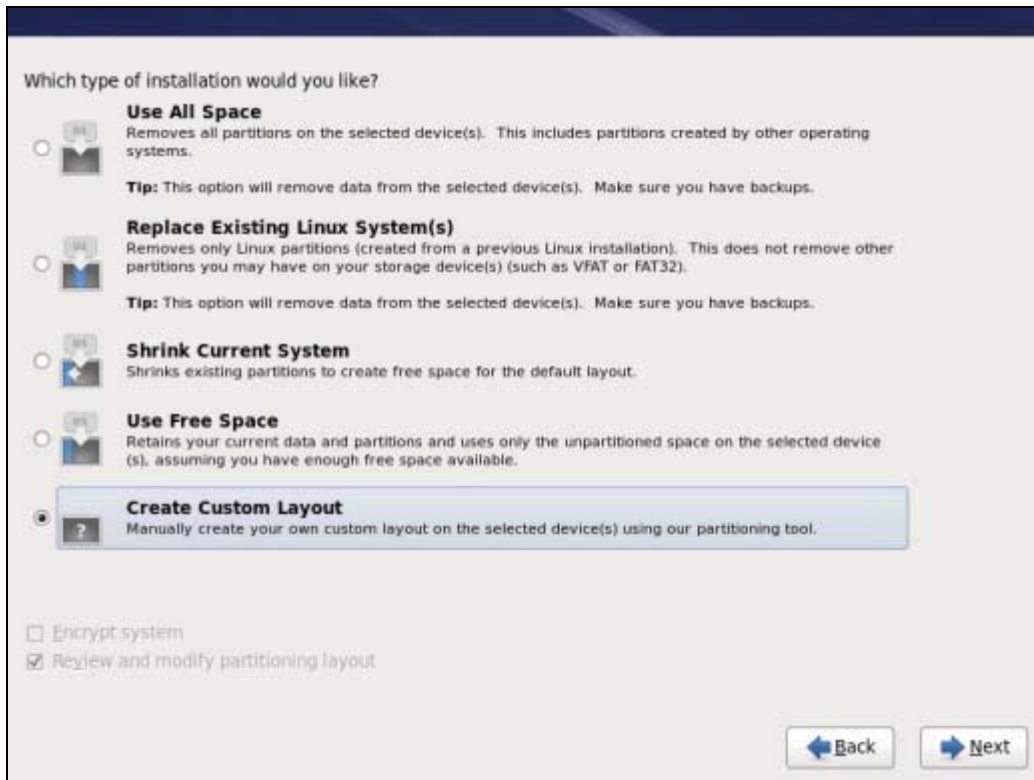 Which type of installation would you like?
Use All Space
Removes all partitions on the selected device(s). This includes partitions created by other operating
systems.
Tip: This option will remove data from the selected device(s). Make sure you have backups.
Replace Existing Linux System(s)
Removes only Linux partitions (created from a previous Linux installation). This does not remove other
partitions you may have on your storage device(s) (such as VFAT or FAT32).
Tip: This option will remove data from the selected device(s). Make sure you have backups.
Shrink Current System
Shrinks existing partitions to create free space for the default layout.
Use Free Space
Retains your current data and partitions and uses only the unpartitioned space on the selected device
(s), assuming you have enough free space available.
?
Create Custom Layout
Manually create your own custom layout on the selected device(s) using our partitioning tool.
Encrypt system
Review and modify partitioning layout
Back
Next